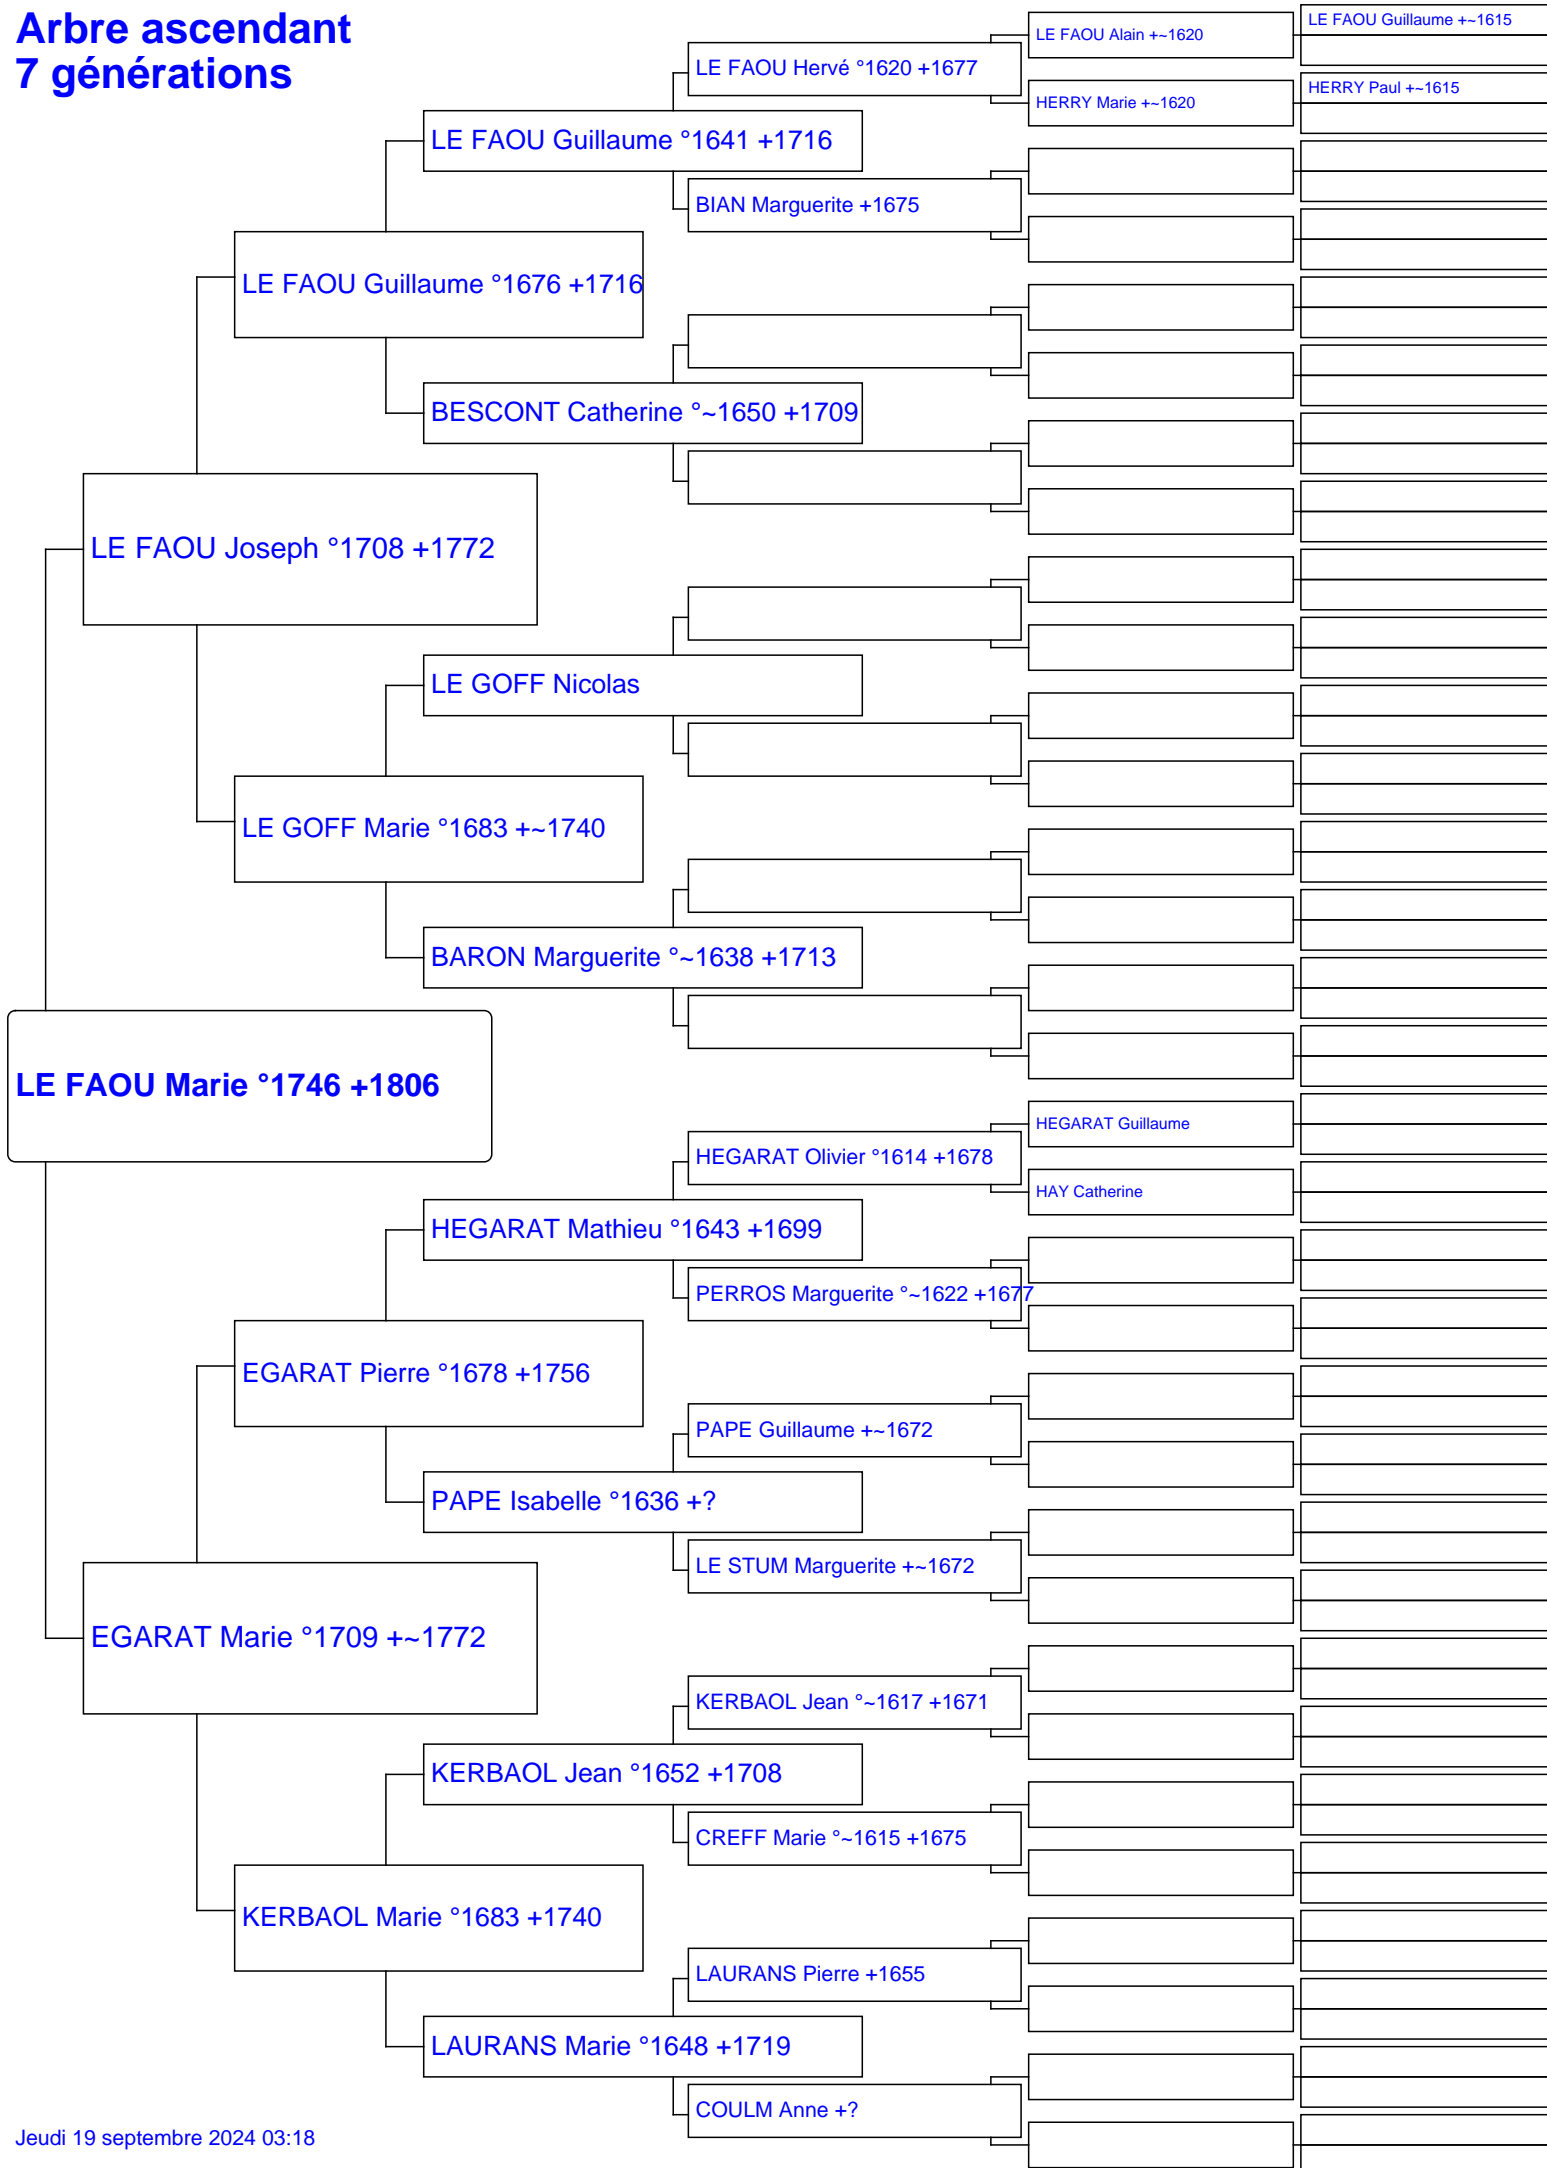 Arbre ascendant
7 générations
LE FAOU Guillaume +~1615
LE FAOU Alain +~1620
LE FAOU Hervé °1620 +1677
HERRY Paul +~1615
HERRY Marie +~1620
LE FAOU Guillaume °1641 +1716
BIAN Marguerite +1675
LE FAOU Guillaume °1676 +1716
BESCONT Catherine °~1650 +1709
LE FAOU Joseph °1708 +1772
LE GOFF Nicolas
LE GOFF Marie °1683 +~1740
BARON Marguerite °~1638 +1713
LE FAOU Marie °1746 +1806
HEGARAT Guillaume
HEGARAT Olivier °1614 +1678
HAY Catherine
HEGARAT Mathieu °1643 +1699
PERROS Marguerite °~1622 +1677
EGARAT Pierre °1678 +1756
PAPE Guillaume +~1672
PAPE Isabelle °1636 +?
LE STUM Marguerite +~1672
EGARAT Marie °1709 +~1772
KERBAOL Jean °~1617 +1671
KERBAOL Jean °1652 +1708
CREFF Marie °~1615 +1675
KERBAOL Marie °1683 +1740
LAURANS Pierre +1655
LAURANS Marie °1648 +1719
COULM Anne +?
Jeudi 19 septembre 2024 03:18